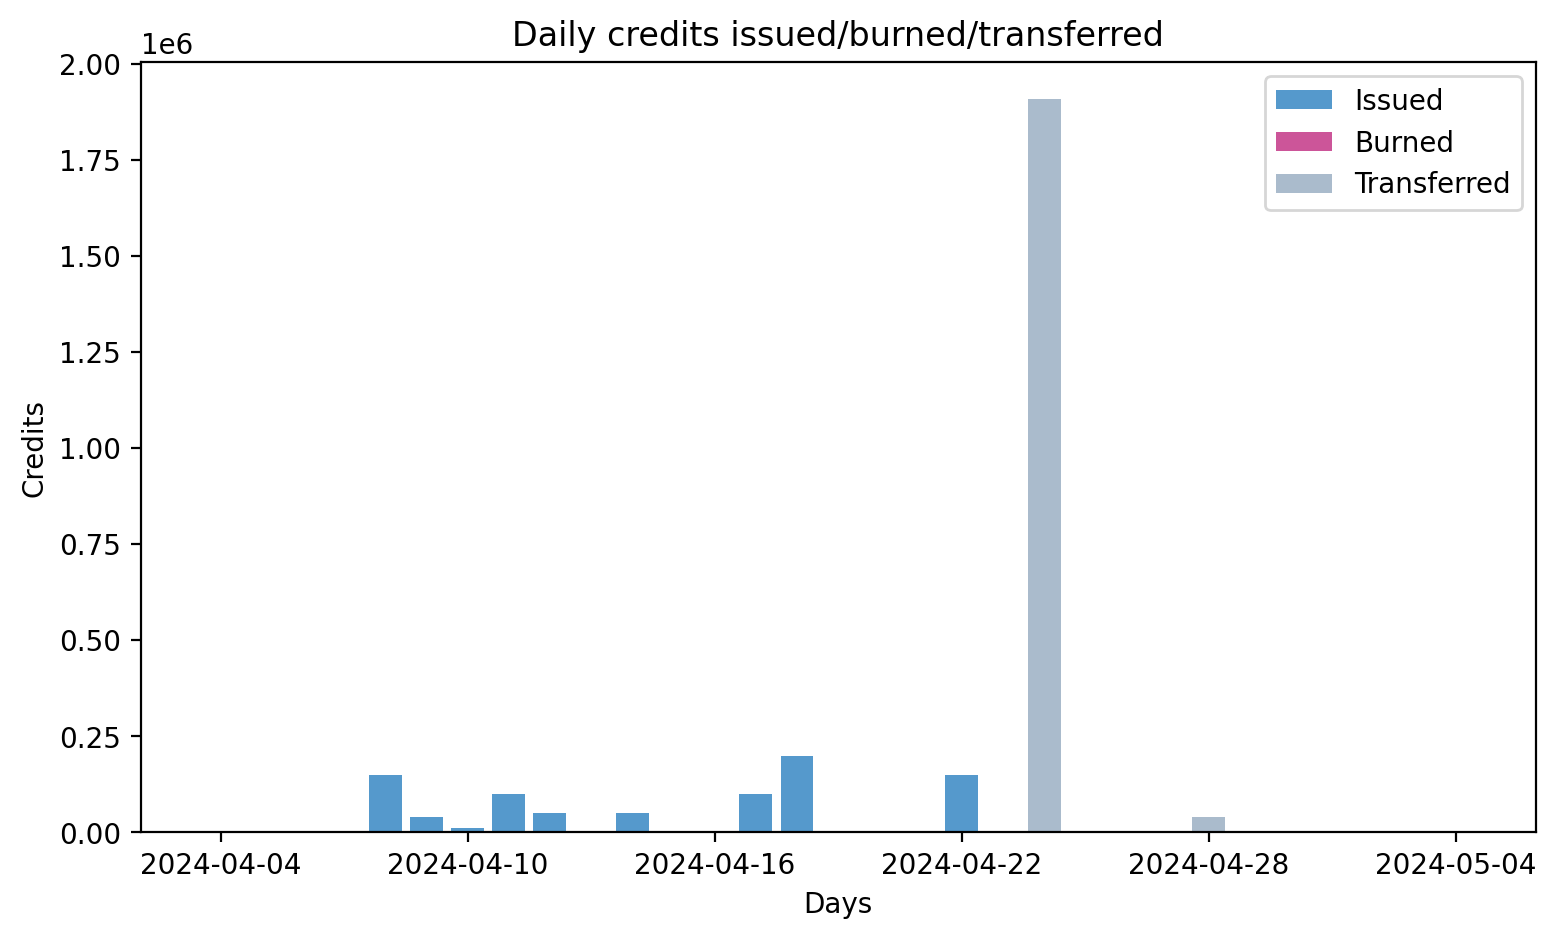 Daily credits issued/burned/transferred
1e6
2.00
1.75
1.50
1.25
1.00
0.75
0.50
0.25
0.00
Credits
Issued
Burned
Transferred
2024-04-04 2024-04-10 2024-04-16 2024-04-22 2024-04-28 2024-05-04
Days